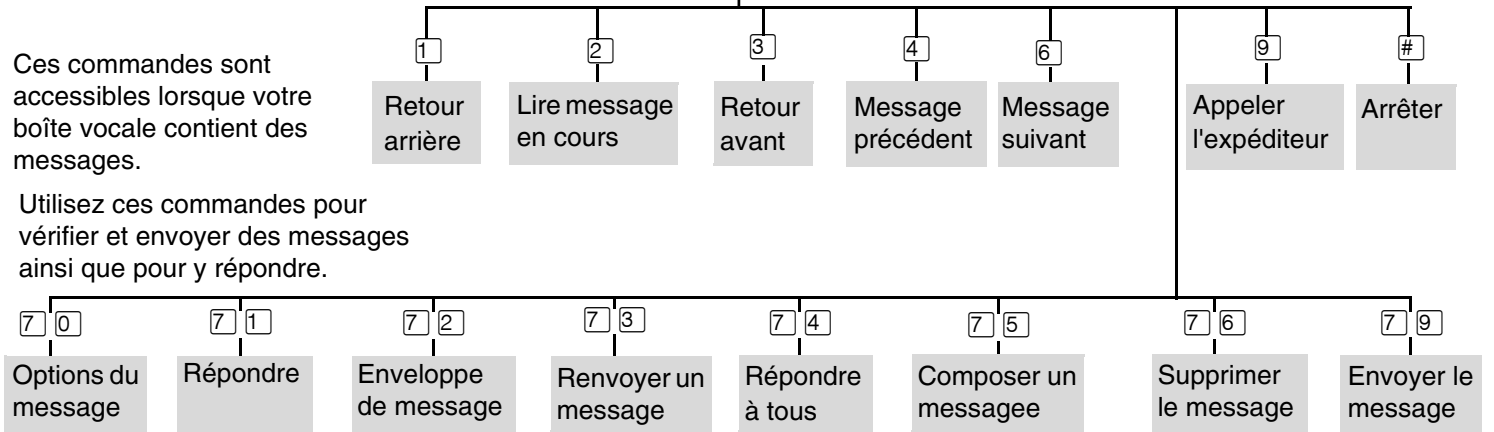 Ces commandes sont
accessibles lorsque votre
boîte vocale contient des
messages.
1
Retour
arrière
2
Lire message
en cours
3
Retour
avant
4
Message
précédent
6
Message
suivant
9
Appeler
l'expéditeur
#
Arrêter
Utilisez ces commandes pour
vérifier et envoyer des messages
ainsi que pour y répondre.
7 0
Options du
message
7 1
Répondre
7 2
Enveloppe
de message
7 3
Renvoyer un
message
7 4
Répondre
à tous
7 5
Composer un
messagee
7 6
Supprimer
le message
7 9
Envoyer le
message